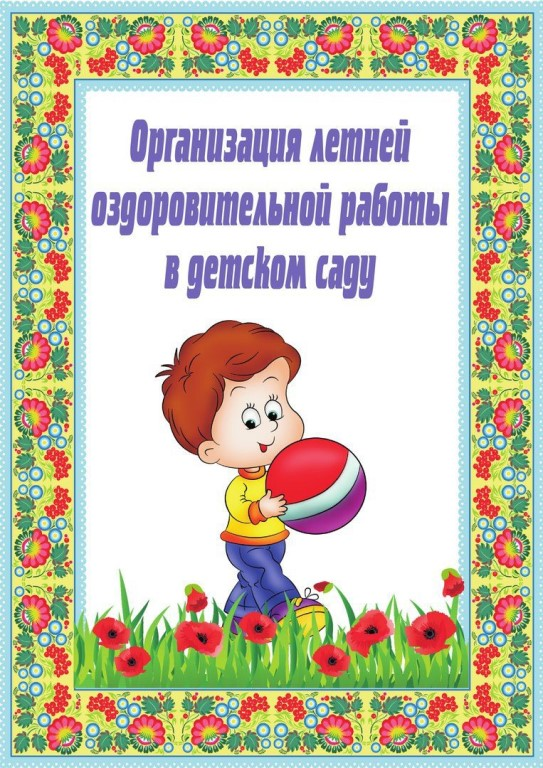 Организация летней
оздоровительной работы
в детском саду